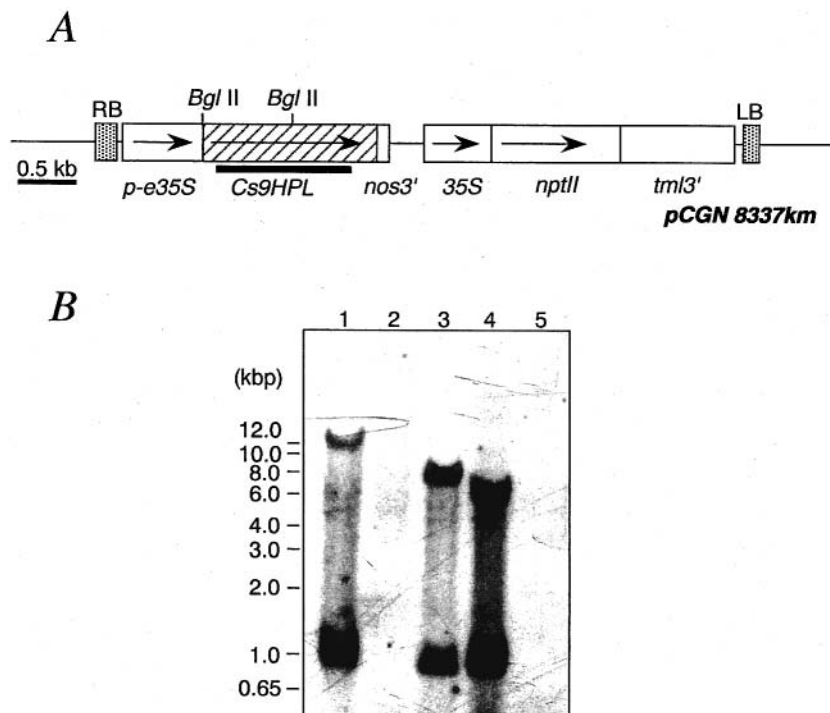 A
Bgl II Bgl II
RB LB
0.5 kb
p-e35S Cs9HPL nos3' 35S nptII tml3'
pCGN 8337km
B
1 2 3 4 5
(kbp)
12.0
10.0
8.0
6.0
4.0
3.0
2.0
1.0
0.65